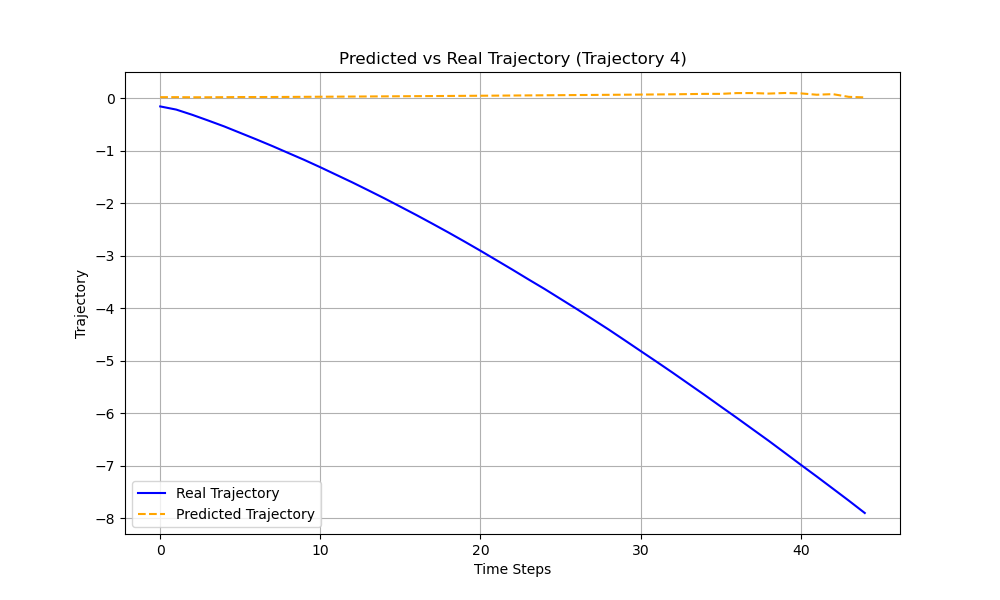 Predicted vs Real Trajectory (Trajectory 4)
Trajectory
0
−1
−2
−3
−4
−5
−6
−7
−8
Real Trajectory
Predicted Trajectory
0 10 20 30 40
Time Steps